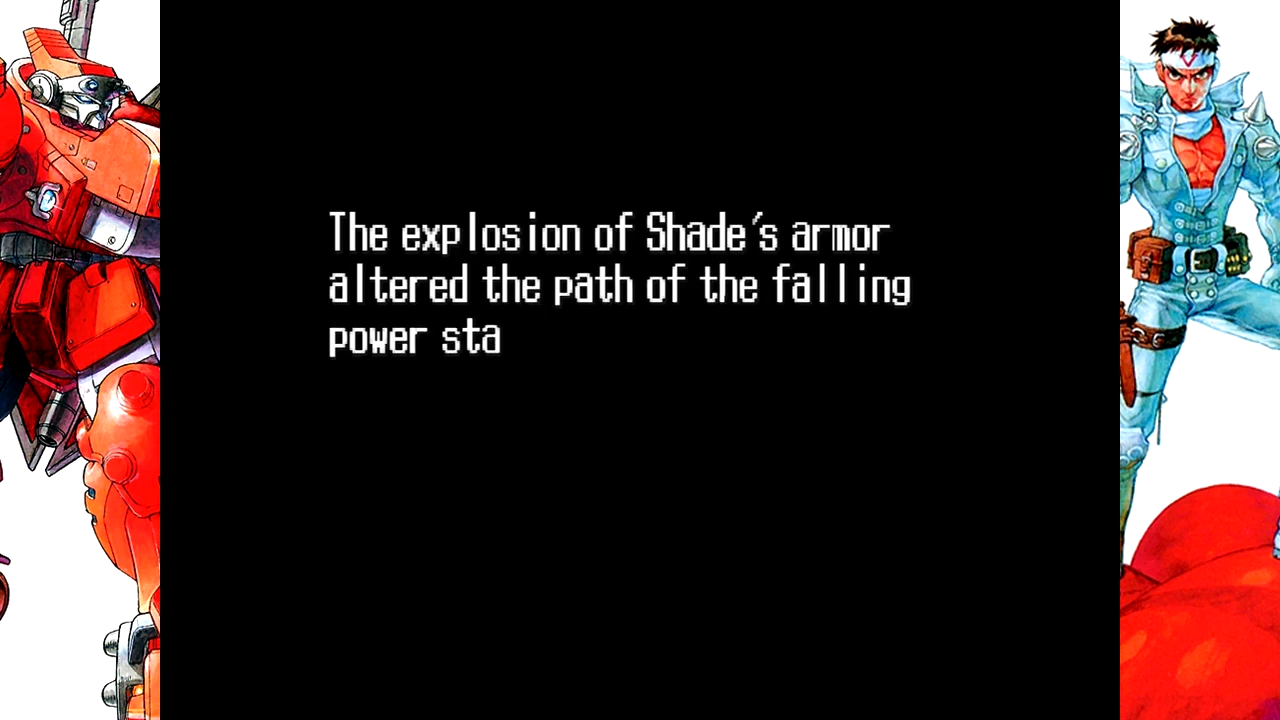 The explosion of Shade's armor
altered the path of the falling
power sta